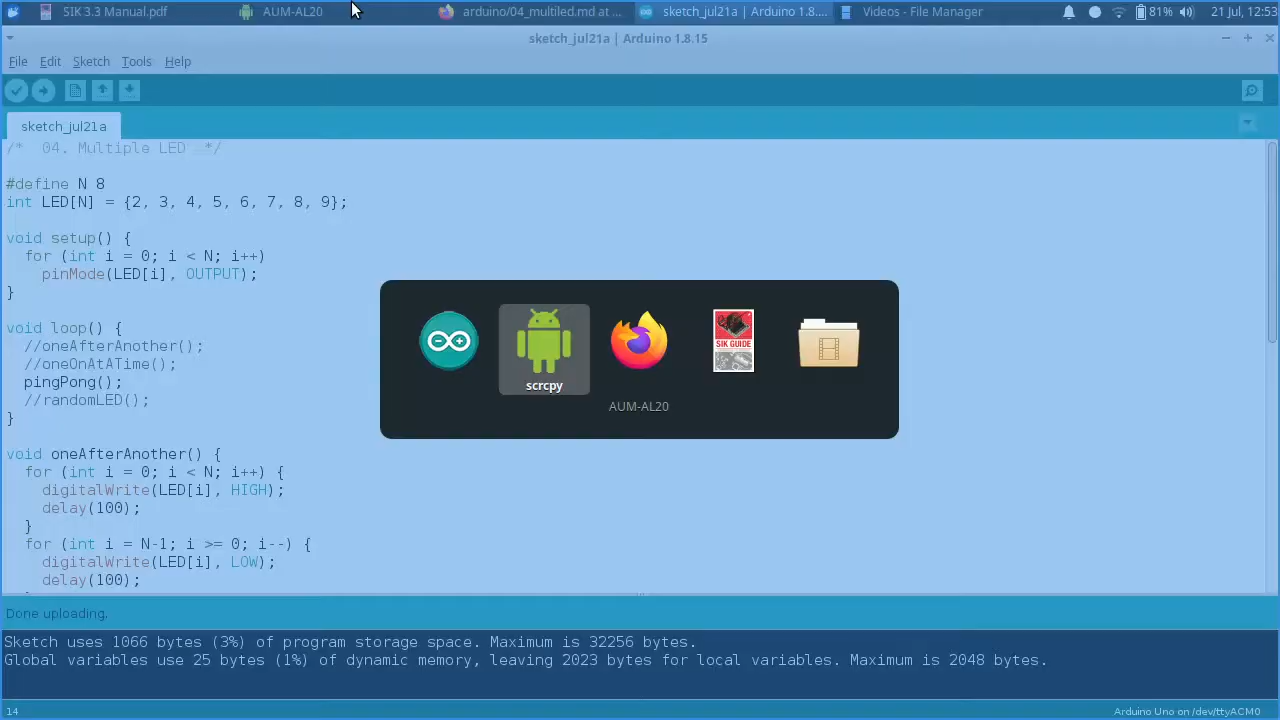 SIK 3.3 Manual.pdf
AUM-AL20
arduino/04_multiled.md at ...
sketch_jul21a | Arduino 1.8....
Videos - File Manager
81%
21 Jul, 12:53
sketch_jul21a | Arduino 1.8.15
File Edit Sketch Tools Help
sketch_jul21a
/*  04. Multiple LED  */
#define N 8
int LED[N] = {2, 3, 4, 5, 6, 7, 8, 9};
void setup() {
  for (int i = 0; i < N; i++)
    pinMode(LED[i], OUTPUT);
}
void loop() {
  //oneAfterAnother();
  //oneOnAtATime();
  pingPong();
  //randomLED();
}
void oneAfterAnother() {
  for (int i = 0; i < N; i++) {
    digitalWrite(LED[i], HIGH);
    delay(100);
  }
  for (int i = N-1; i >= 0; i--) {
    digitalWrite(LED[i], LOW);
    delay(100);
SIK GUIDE
scrcpy
AUM-AL20
Done uploading.
Sketch uses 1066 bytes (3%) of program storage space. Maximum is 32256 bytes.
Global variables use 25 bytes (1%) of dynamic memory, leaving 2023 bytes for local variables. Maximum is 2048 bytes.
14
Arduino Uno on /dev/ttyACM0